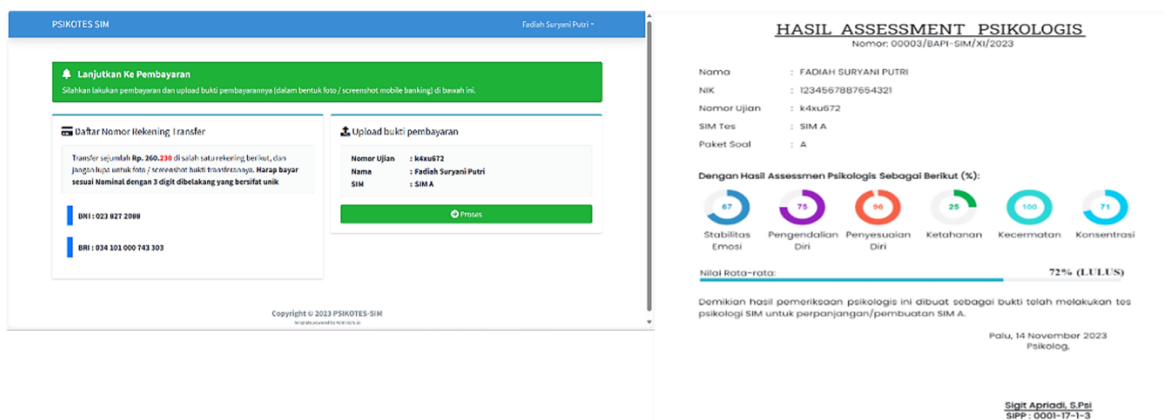 PSIKOTES SIM
Fadiah Suryani Putri
Lanjutkan Ke Pembayaran
Silahkan lakukan pembayaran dan upload bukti pembayarannya (dalam bentuk foto / screenshot mobile banking) di bawah ini.
Daftar Nomor Rekening Transfer
Transfer sejumlah Rp. 260.230 di salah satu rekening berikut, dan
jangan lupa untuk foto / screenshot bukti transferannya. Harap bayar
sesuai Nominal dengan 3 digit dibelakang yang bersifat unik
BNI : 023 827 2088
BRI : 034 101 000 743 303
Upload bukti pembayaran
Nomor Ujian : k4xu672
Nama : Fadiah Suryani Putri
SIM : SIM A
Proses
Copyright © 2023 PSIKOTES-SIM
HASIL ASSESSMENT PSIKOLOGIS
Nomor: 00003/BAPI-SIM/XI/2023
Nama : FADIAH SURYANI PUTRI
NIK : 1234567887654321
Nomor Ujian : k4xu672
SIM Tes : SIM A
Paket Soal : A
Dengan Hasil Assessmen Psikologis Sebagai Berikut (%):
67 75 96 25 100 71
Stabilitas Pengendalian Penyesuaian Ketahanan Kecermatan Konsentrasi
Emosi Diri Diri
Nilai Rata-rata: 72% (LULUS)
Demikian hasil pemeriksaan psikologis ini dibuat sebagai bukti telah melakukan tes
psikologi SIM untuk perpanjangan/pembuatan SIM A.
Palu, 14 November 2023
Psikolog,
Sigit Apriadi, S.Psi
SIPP : 0001-17-1-3